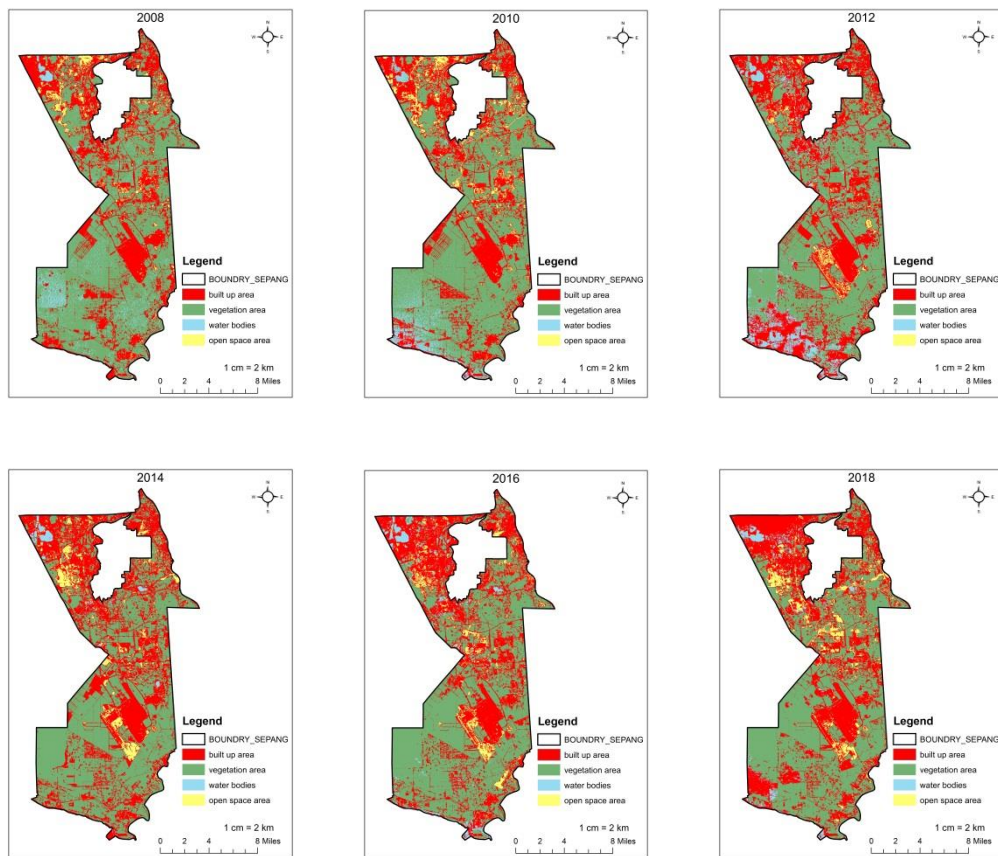 2008
N
W E
S
Legend
BOUNDRY_SEPANG
built up area
vegetation area
water bodies
open space area
1 cm = 2 km
0 2 4 8 Miles
2010
N
W E
S
Legend
BOUNDRY_SEPANG
built up area
vegetation area
water bodies
open space area
1 cm = 2 km
0 2 4 8 Miles
2012
N
W E
S
Legend
BOUNDRY_SEPANG
built up area
vegetation area
water bodies
open space area
1 cm = 2 km
0 2 4 8 Miles
2014
N
W E
S
Legend
BOUNDRY_SEPANG
built up area
vegetation area
water bodies
open space area
1 cm = 2 km
0 2 4 8 Miles
2016
N
W E
S
Legend
BOUNDRY_SEPANG
built up area
vegetation area
water bodies
open space area
1 cm = 2 km
0 2 4 8 Miles
2018
N
W E
S
Legend
BOUNDRY_SEPANG
built up area
vegetation area
water bodies
open space area
1 cm = 2 km
0 2 4 8 Miles